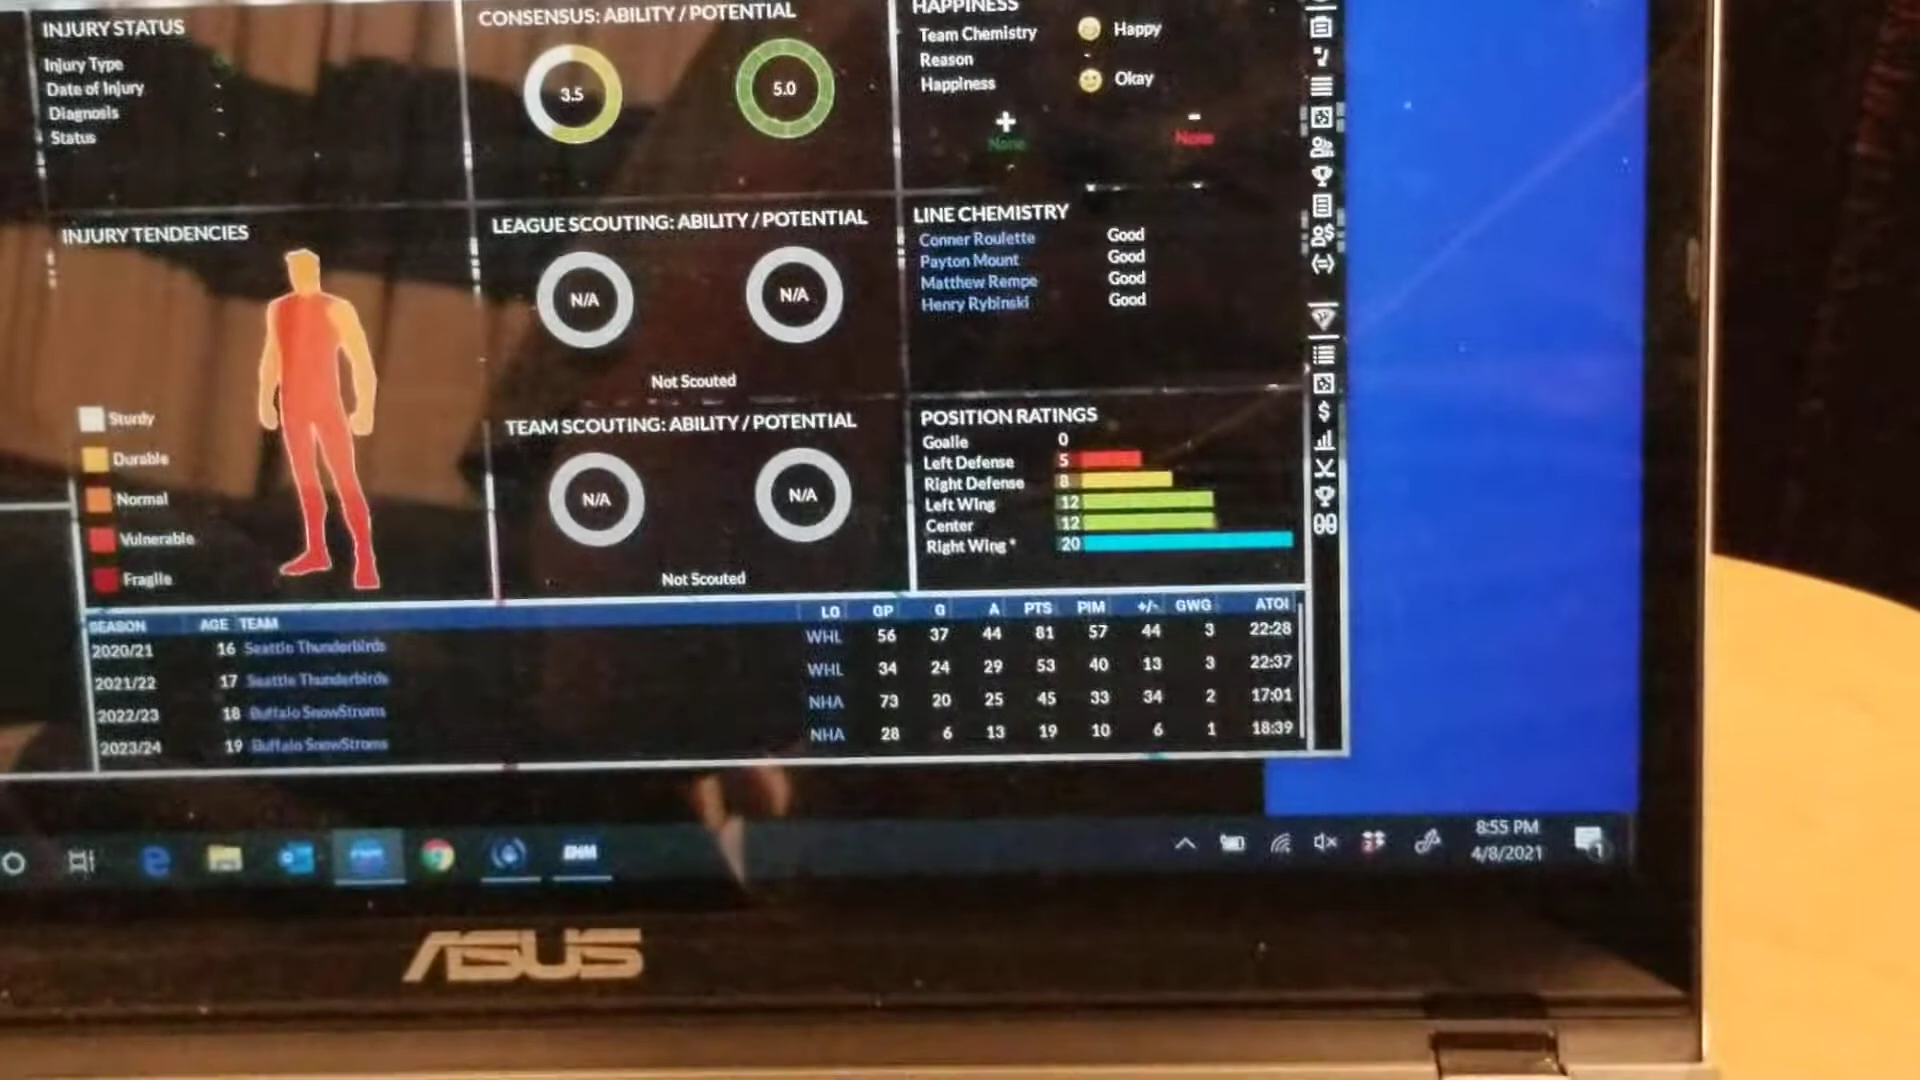 INJURY STATUS
Injury Type -
Date of Injury -
Diagnosis -
Status -
CONSENSUS: ABILITY / POTENTIAL
3.5 5.0
HAPPINESS
Team Chemistry Happy
Reason -
Happiness Okay
+ -
None None
INJURY TENDENCIES
Sturdy
Durable
Normal
Vulnerable
Fragile
LEAGUE SCOUTING: ABILITY / POTENTIAL
N/A N/A
Not Scouted
TEAM SCOUTING: ABILITY / POTENTIAL
N/A N/A
Not Scouted
LINE CHEMISTRY
Conner Roulette Good
Payton Mount Good
Matthew Rempe Good
Henry Rybinski Good
POSITION RATINGS
Goalie 0
Left Defense 5
Right Defense 8
Left Wing 12
Center 12
Right Wing * 20
SEASON AGE TEAM LG GP G A PTS PIM +/- GWG ATOI
2020/21 16 Seattle Thunderbirds WHL 56 37 44 81 57 44 3 22:28
2021/22 17 Seattle Thunderbirds WHL 34 24 29 53 40 13 3 22:37
2022/23 18 Buffalo SnowStroms NHA 73 20 25 45 33 34 2 17:01
2023/24 19 Buffalo SnowStroms NHA 28 6 13 19 10 6 1 18:39
EHM
8:55 PM
4/8/2021
1
ASUS